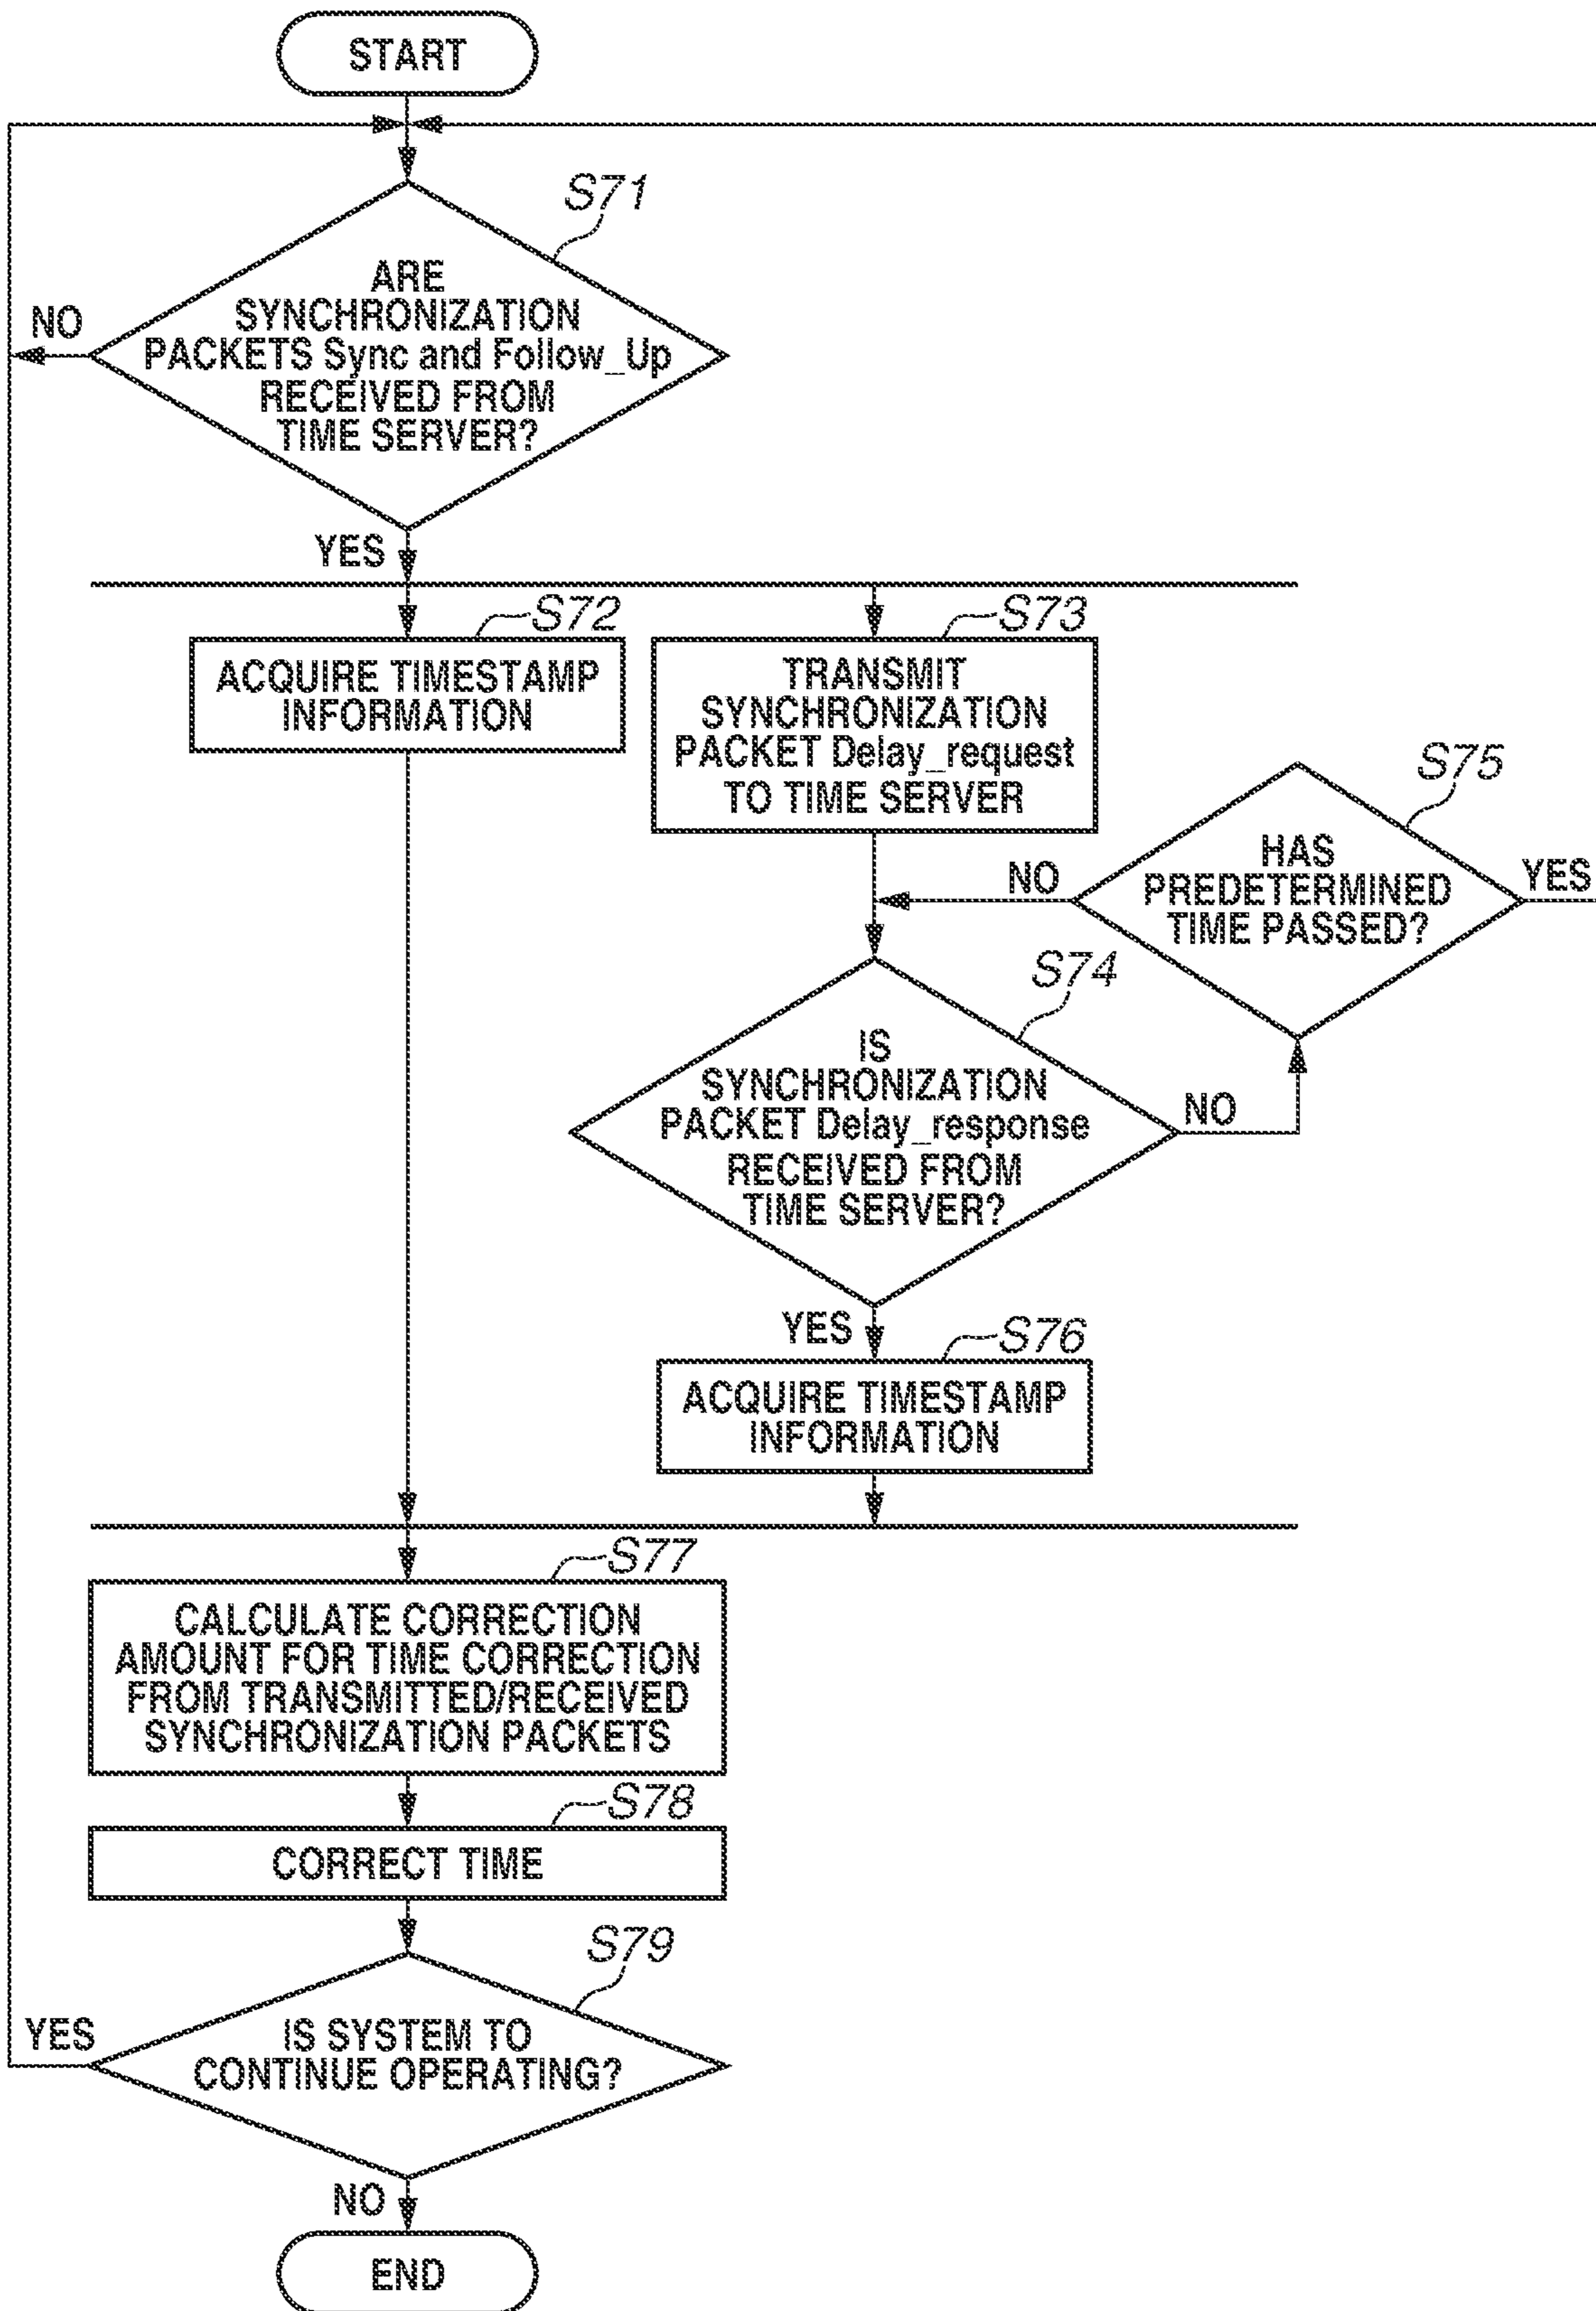 START
S71
ARE
SYNCHRONIZATION
PACKETS Sync and Follow_Up
RECEIVED FROM
TIME SERVER?
NO
YES
S72
ACQUIRE TIMESTAMP
INFORMATION
S73
TRANSMIT
SYNCHRONIZATION
PACKET Delay_request
TO TIME SERVER
S75
HAS
PREDETERMINED
TIME PASSED?
NO
YES
S74
IS
SYNCHRONIZATION
PACKET Delay_response
RECEIVED FROM
TIME SERVER?
NO
YES
S76
ACQUIRE TIMESTAMP
INFORMATION
S77
CALCULATE CORRECTION
AMOUNT FOR TIME CORRECTION
FROM TRANSMITTED/RECEIVED
SYNCHRONIZATION PACKETS
S78
CORRECT TIME
S79
IS SYSTEM TO
CONTINUE OPERATING?
YES
NO
END